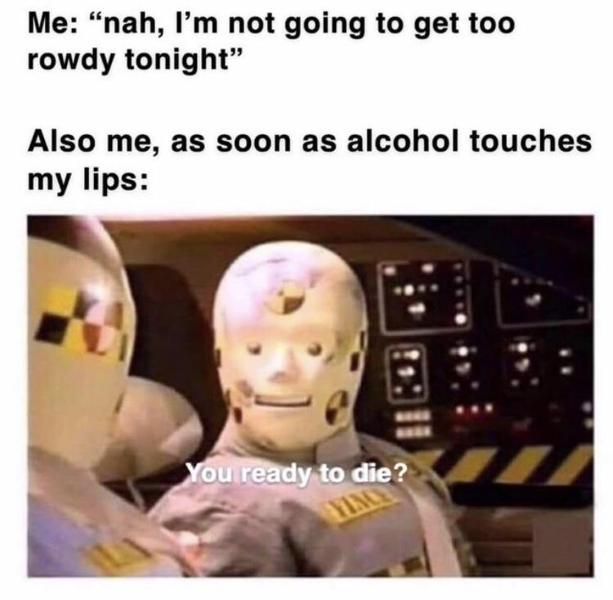 Me: “nah, I’m not going to get too
rowdy tonight”
Also me, as soon as alcohol touches
my lips:
You ready to die?